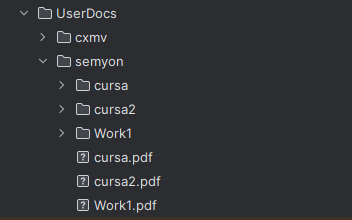 UserDocs
cxmv
semyon
cursa
cursa2
Work1
cursa.pdf
cursa2.pdf
Work1.pdf